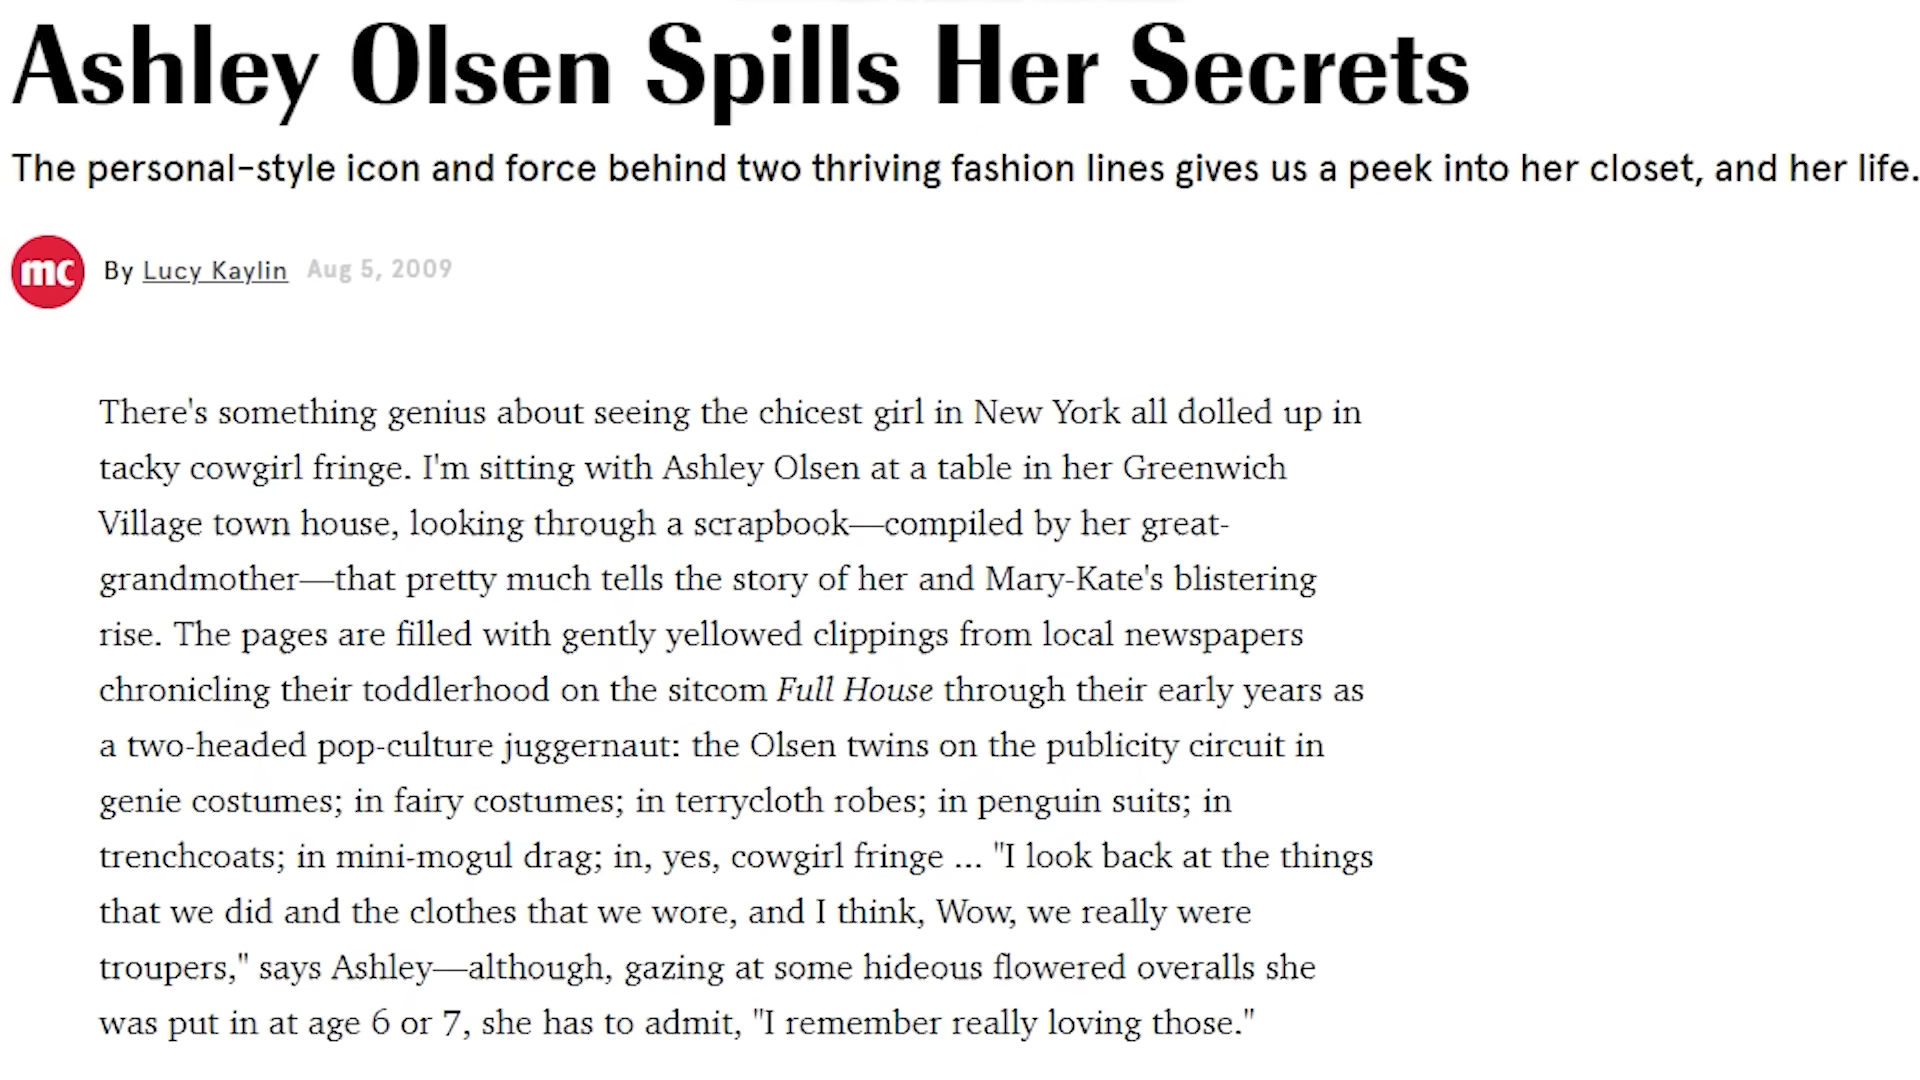 Ashley Olsen Spills Her Secrets
The personal-style icon and force behind two thriving fashion lines gives us a peek into her closet, and her life.
mc By Lucy Kaylin Aug 5, 2009
There's something genius about seeing the chicest girl in New York all dolled up in
tacky cowgirl fringe. I'm sitting with Ashley Olsen at a table in her Greenwich
Village town house, looking through a scrapbook—compiled by her great-
grandmother—that pretty much tells the story of her and Mary-Kate's blistering
rise. The pages are filled with gently yellowed clippings from local newspapers
chronicling their toddlerhood on the sitcom Full House through their early years as
a two-headed pop-culture juggernaut: the Olsen twins on the publicity circuit in
genie costumes; in fairy costumes; in terrycloth robes; in penguin suits; in
trenchcoats; in mini-mogul drag; in, yes, cowgirl fringe ... "I look back at the things
that we did and the clothes that we wore, and I think, Wow, we really were
troupers," says Ashley—although, gazing at some hideous flowered overalls she
was put in at age 6 or 7, she has to admit, "I remember really loving those."